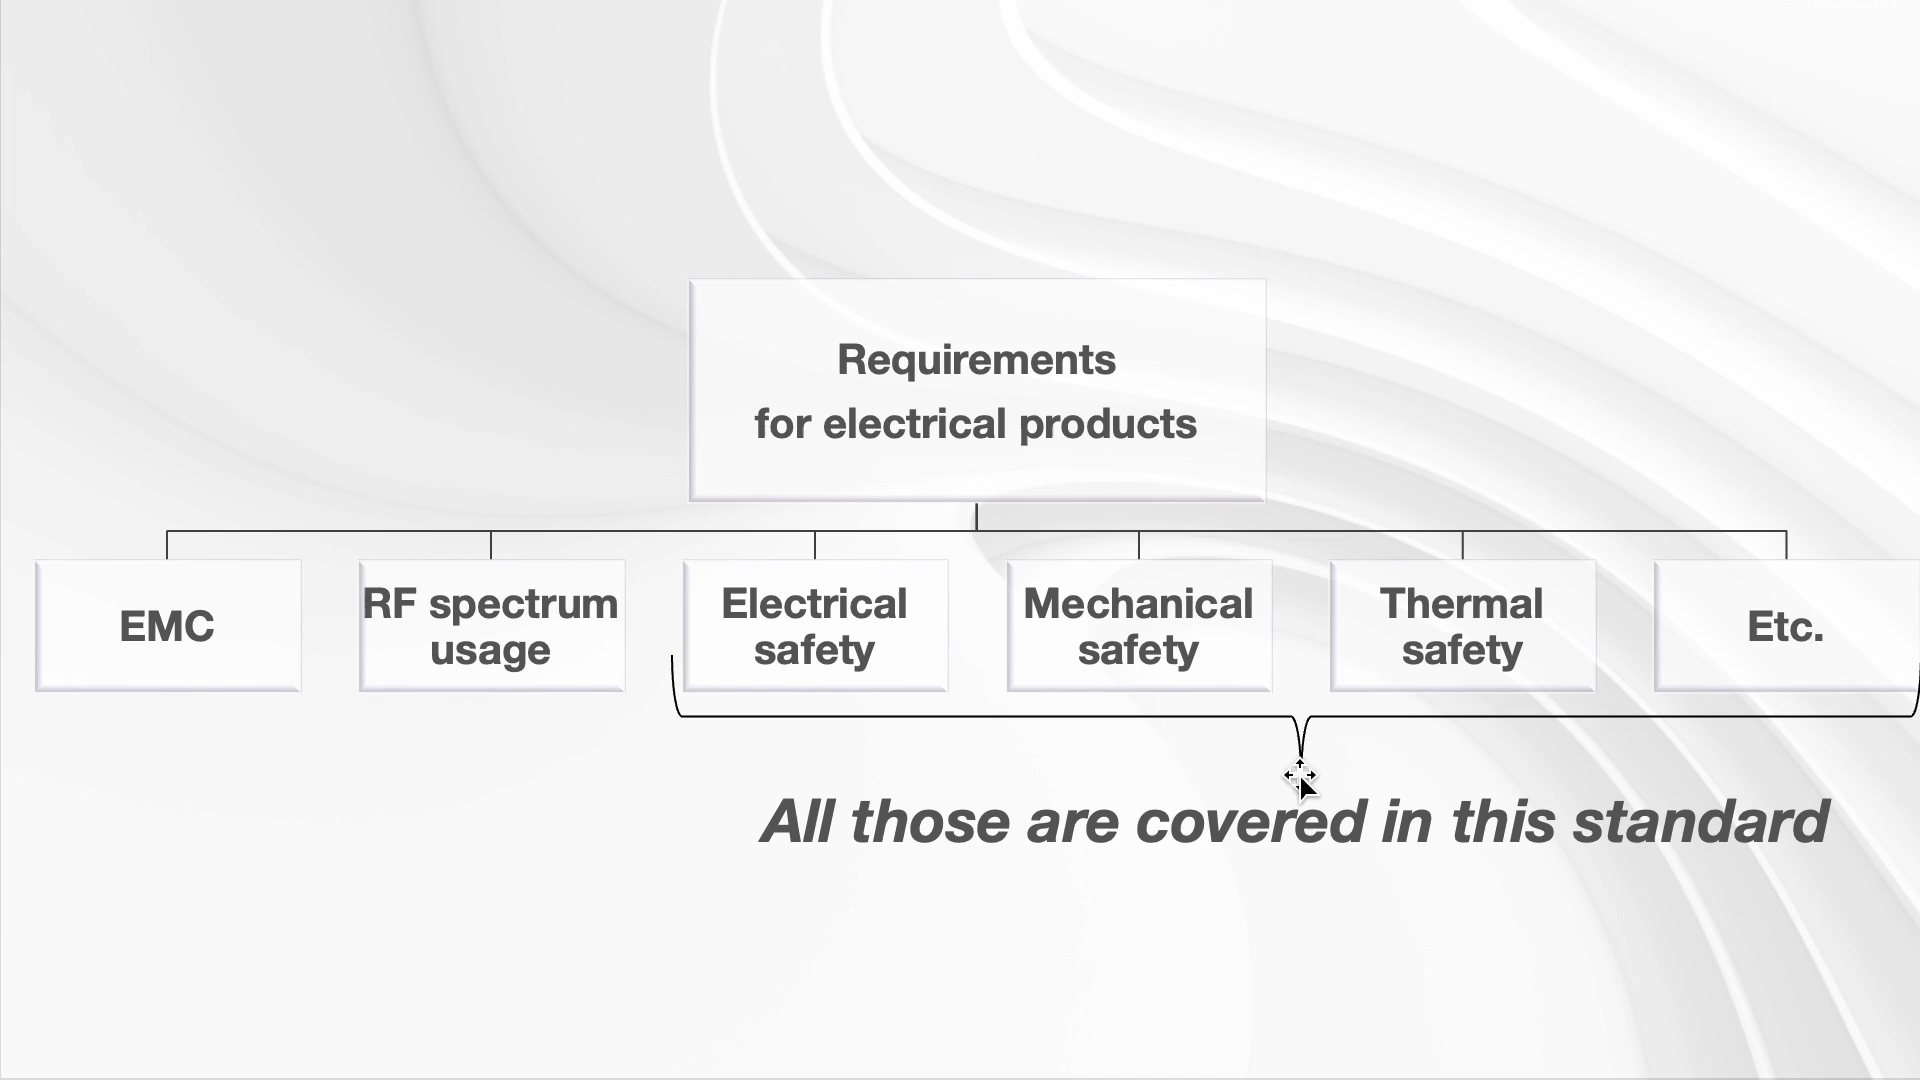 Requirements
for electrical products
EMC
RF spectrum
usage
Electrical
safety
Mechanical
safety
Thermal
safety
Etc.
All those are covered in this standard